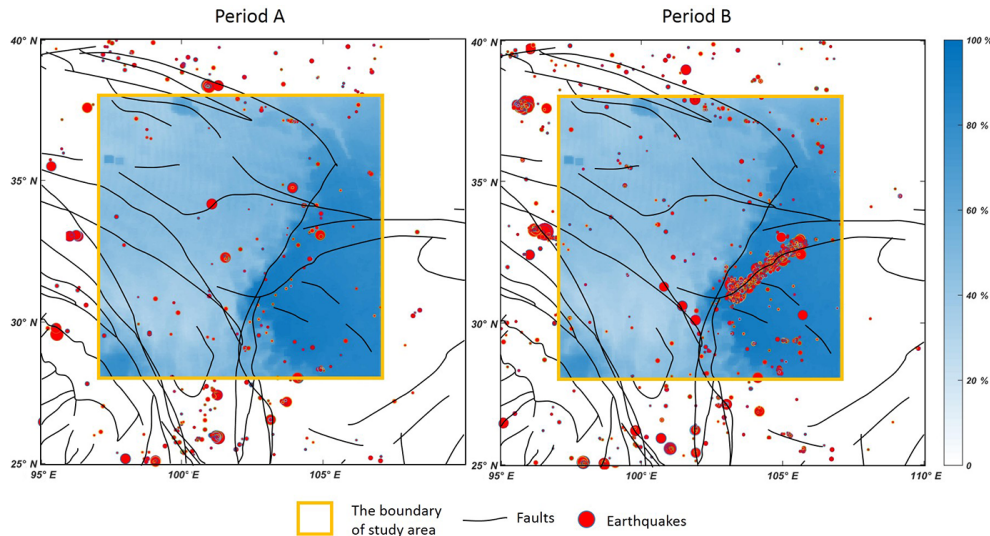 Period A
Period B
40° N
35° N
30° N
25° N
95° E
100° E
105° E
40° N
35° N
30° N
25° N
95° E
100° E
105° E
110° E
100 %
80 %
60 %
40 %
20 %
0
The boundary
of study area
Faults
Earthquakes